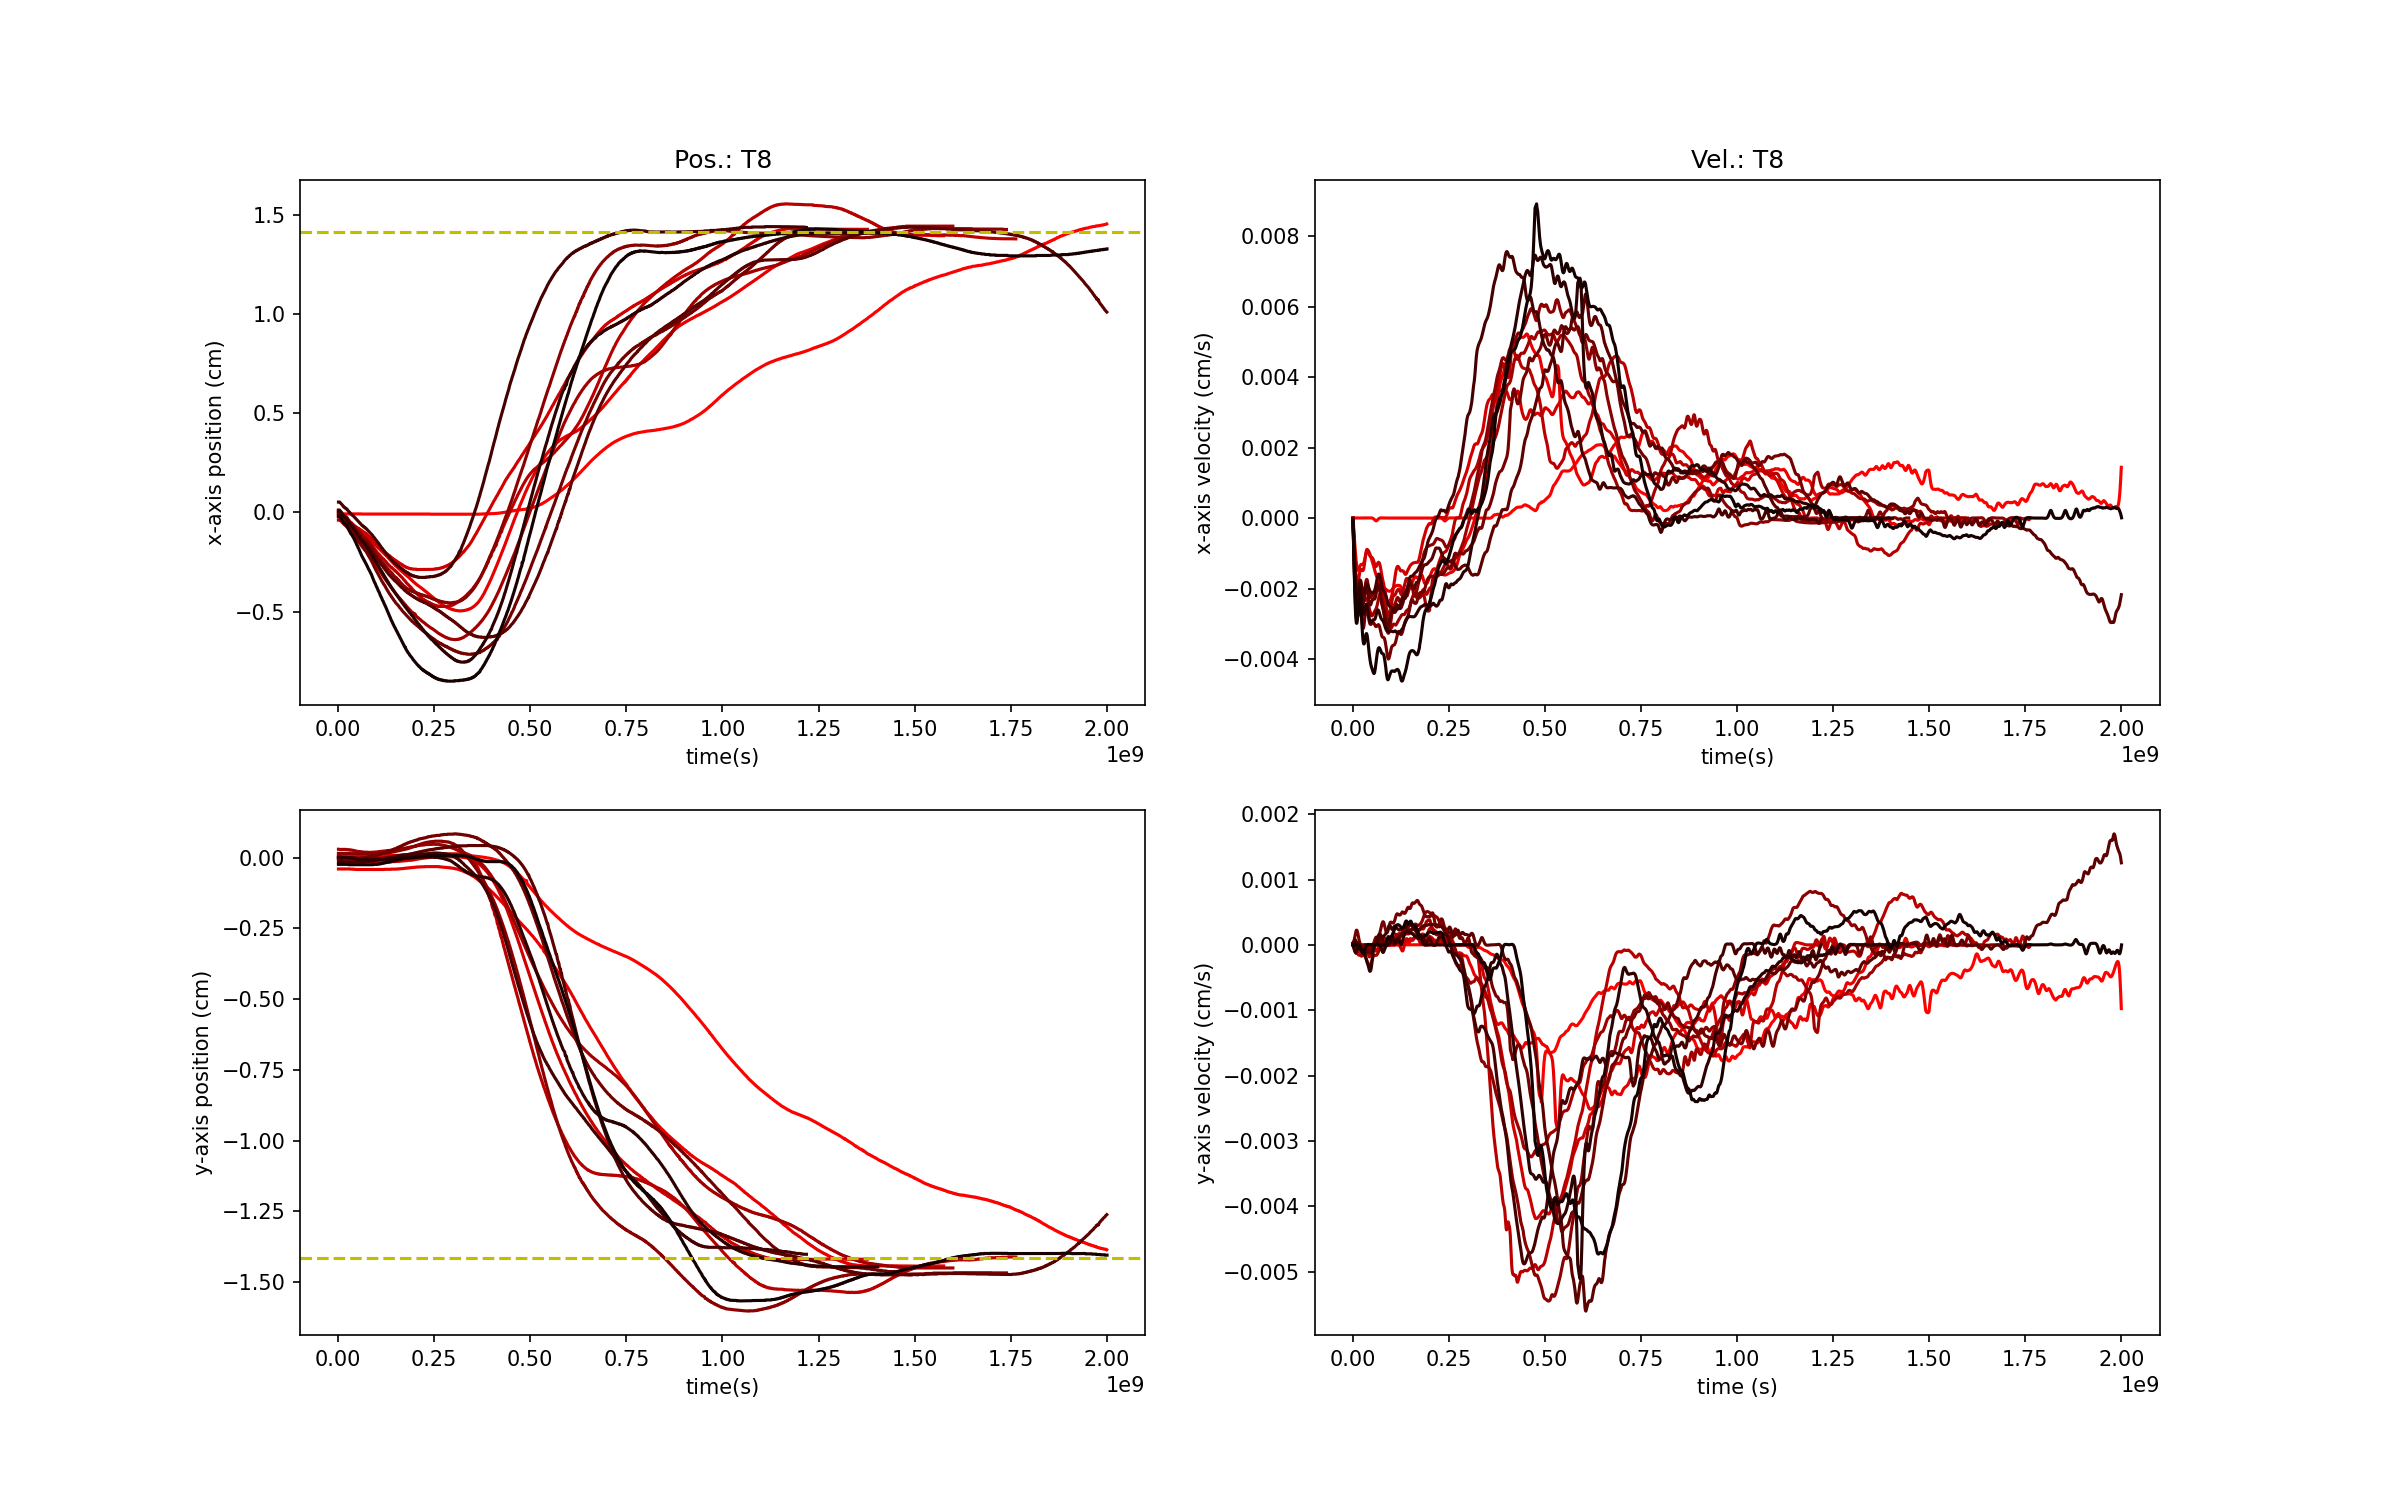 Pos.: T8
x-axis position (cm)
1.5
1.0
0.5
0.0
−0.5
0.00 0.25 0.50 0.75 1.00 1.25 1.50 1.75 2.00
time(s)
1e9
Vel.: T8
x-axis velocity (cm/s)
0.008
0.006
0.004
0.002
0.000
−0.002
−0.004
0.00 0.25 0.50 0.75 1.00 1.25 1.50 1.75 2.00
time(s)
1e9
y-axis position (cm)
0.00
−0.25
−0.50
−0.75
−1.00
−1.25
−1.50
0.00 0.25 0.50 0.75 1.00 1.25 1.50 1.75 2.00
time(s)
1e9
y-axis velocity (cm/s)
0.002
0.001
0.000
−0.001
−0.002
−0.003
−0.004
−0.005
0.00 0.25 0.50 0.75 1.00 1.25 1.50 1.75 2.00
time (s)
1e9